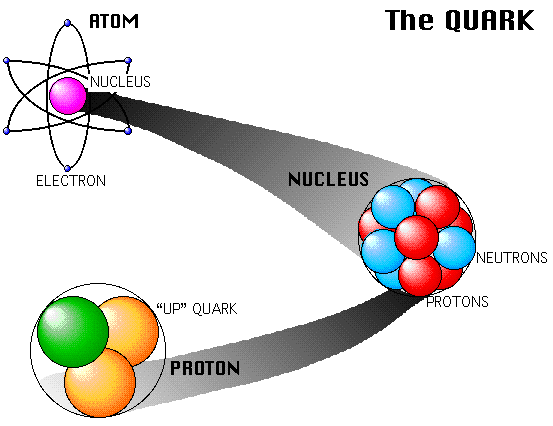 The QUARK
ATOM
NUCLEUS
ELECTRON
NUCLEUS
NEUTRONS
PROTONS
“UP” QUARK
PROTON